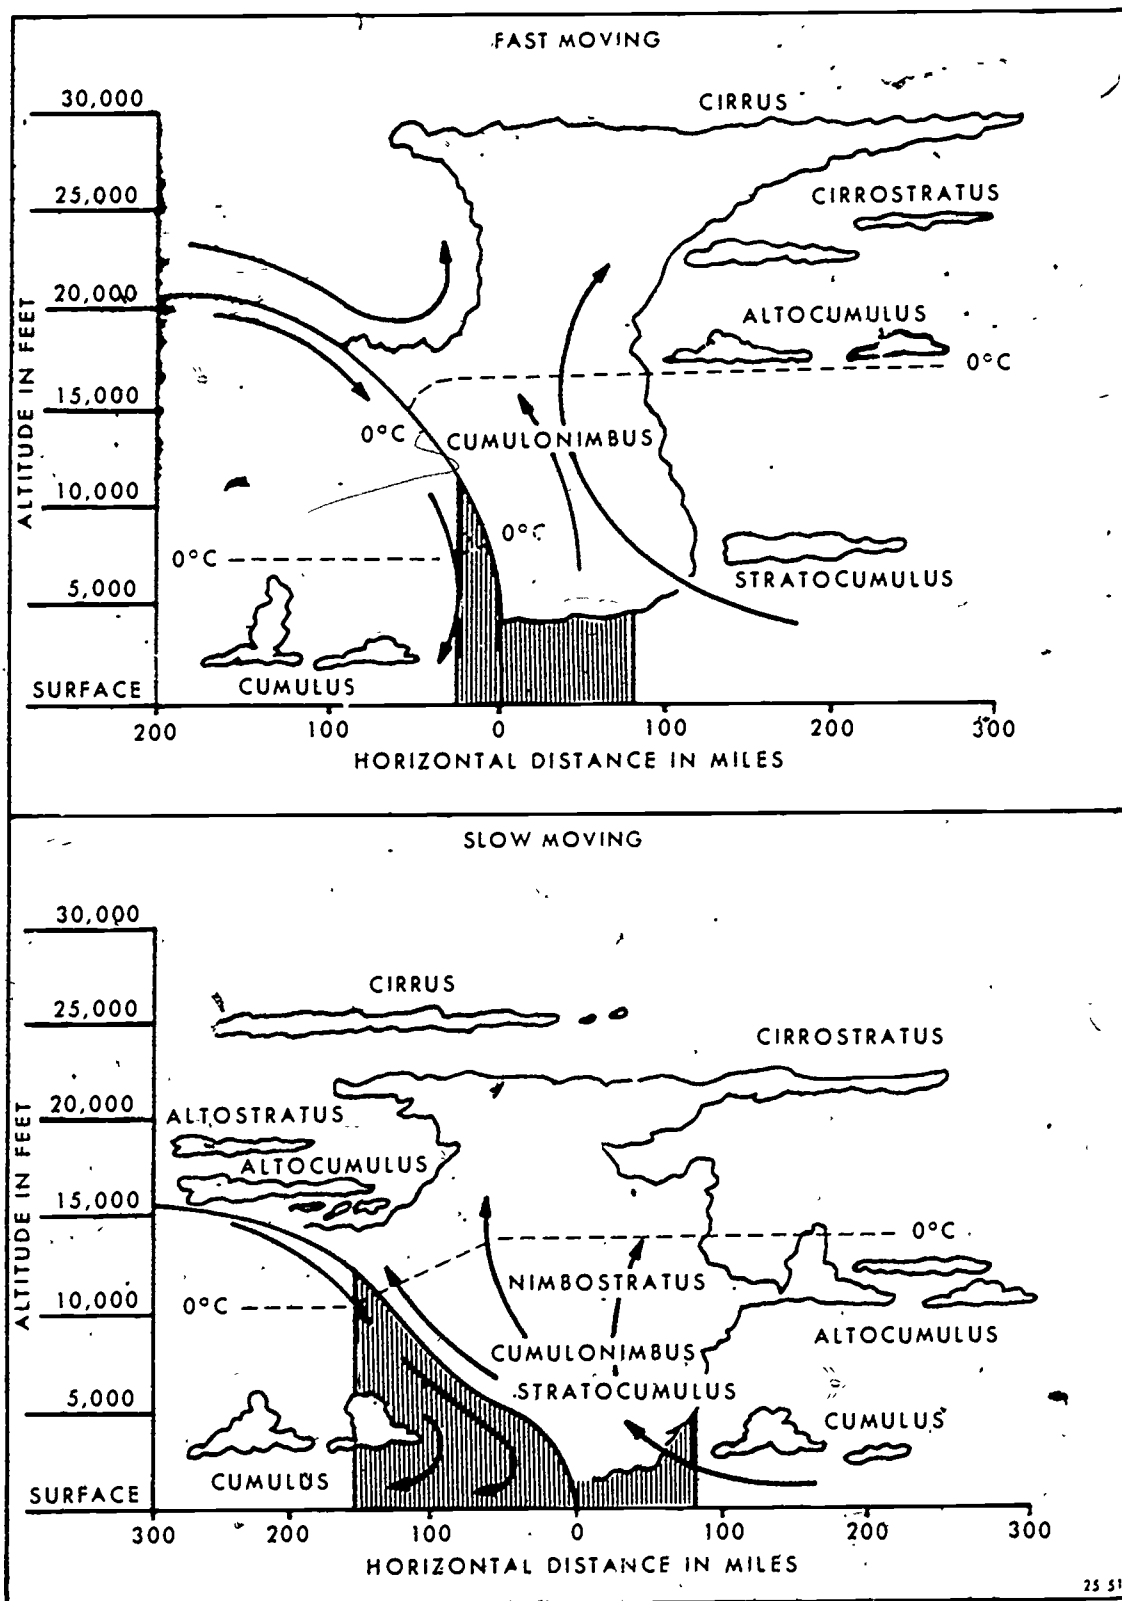 FAST MOVING
30,000
CIRRUS
25,000
CIRROSTRATUS
20,000
ALTOCUMULUS
0°C
15,000
0°C
CUMULONIMBUS
10,000
0°C
0°C
STRATOCUMULUS
5,000
CUMULUS
SURFACE
ALTITUDE IN FEET
200 100 0 100 200 300
HORIZONTAL DISTANCE IN MILES
SLOW MOVING
30,000
CIRRUS
25,000
CIRROSTRATUS
20,000
ALTOSTRATUS
ALTOCUMULUS
15,000
0°C
NIMBOSTRATUS
0°C
10,000
ALTOCUMULUS
CUMULONIMBUS
STRATOCUMULUS
5,000
CUMULUS
CUMULUS
SURFACE
ALTITUDE IN FEET
300 200 100 0 100 200 300
HORIZONTAL DISTANCE IN MILES